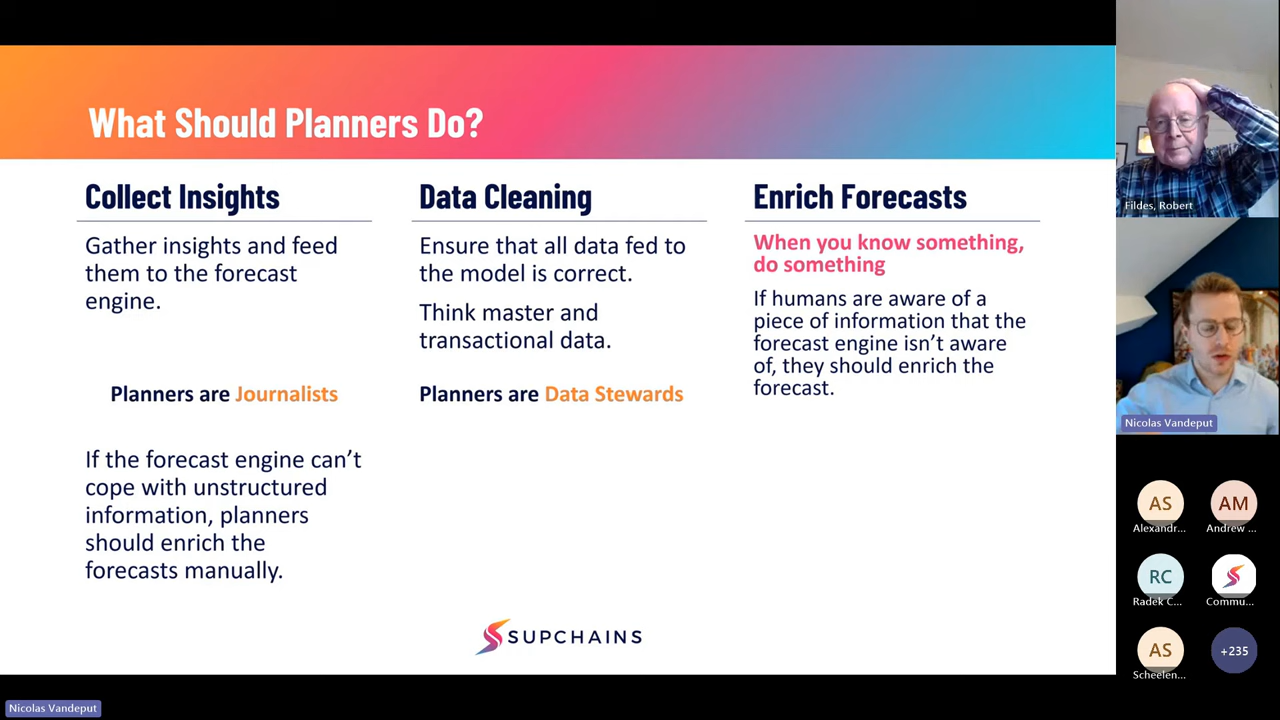 What Should Planners Do?
Collect Insights
Gather insights and feed
them to the forecast
engine.
Planners are Journalists
If the forecast engine can't
cope with unstructured
information, planners
should enrich the
forecasts manually.
Data Cleaning
Ensure that all data fed to
the model is correct.
Think master and
transactional data.
Planners are Data Stewards
Enrich Forecasts
When you know something,
do something
If humans are aware of a
piece of information that the
forecast engine isn't aware
of, they should enrich the
forecast.
SUPCHAINS
Nicolas Vandeput
Fildes, Robert
Nicolas Vandeput
AS
Alexandr...
AM
Andrew ...
RC
Radek C...
Commu...
AS
Scheelen...
+235